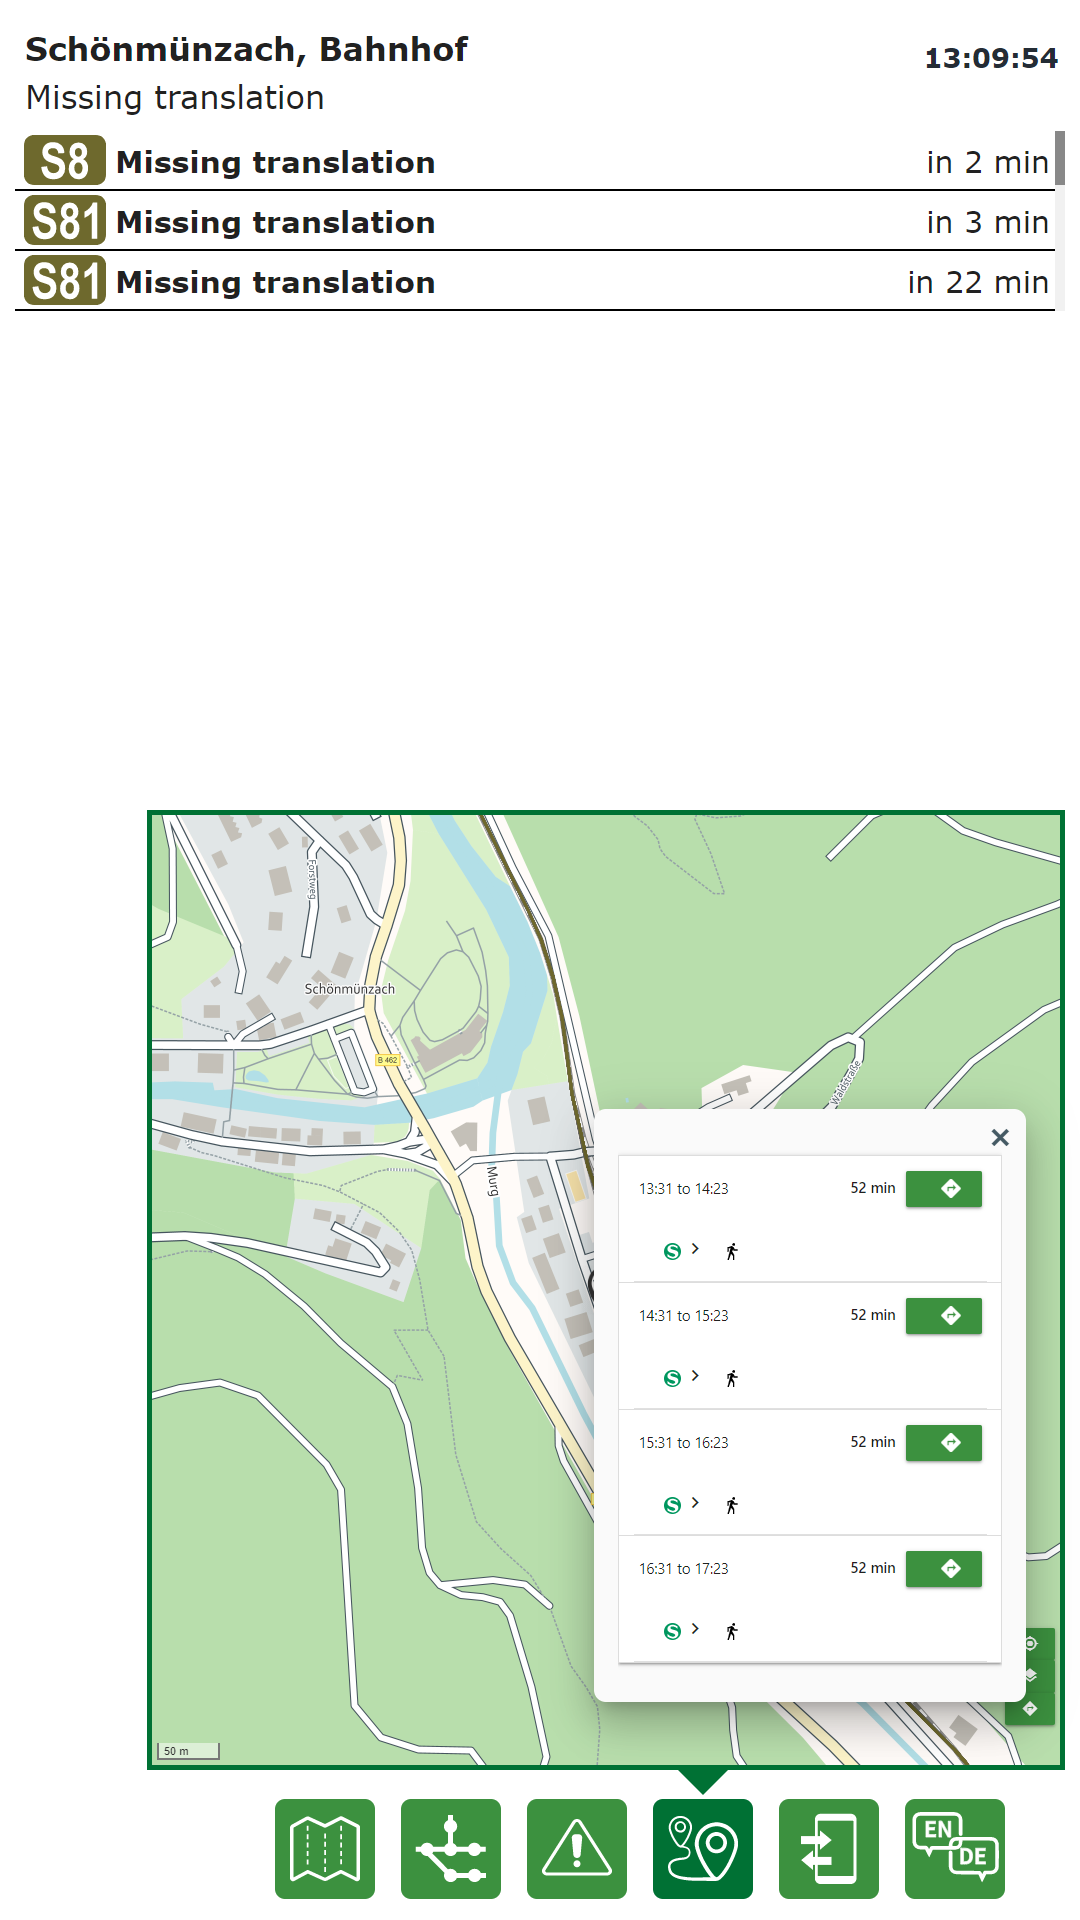 Schönmünzach, Bahnhof
13:09:54
Missing translation
S8 Missing translation in 2 min
S81 Missing translation in 3 min
S81 Missing translation in 22 min
Forstweg
Schönmünzach
B 462
Waldstraße
Murg
13:31 to 14:23 52 min
S
14:31 to 15:23 52 min
S
15:31 to 16:23 52 min
S
16:31 to 17:23 52 min
S
50 m
EN
DE